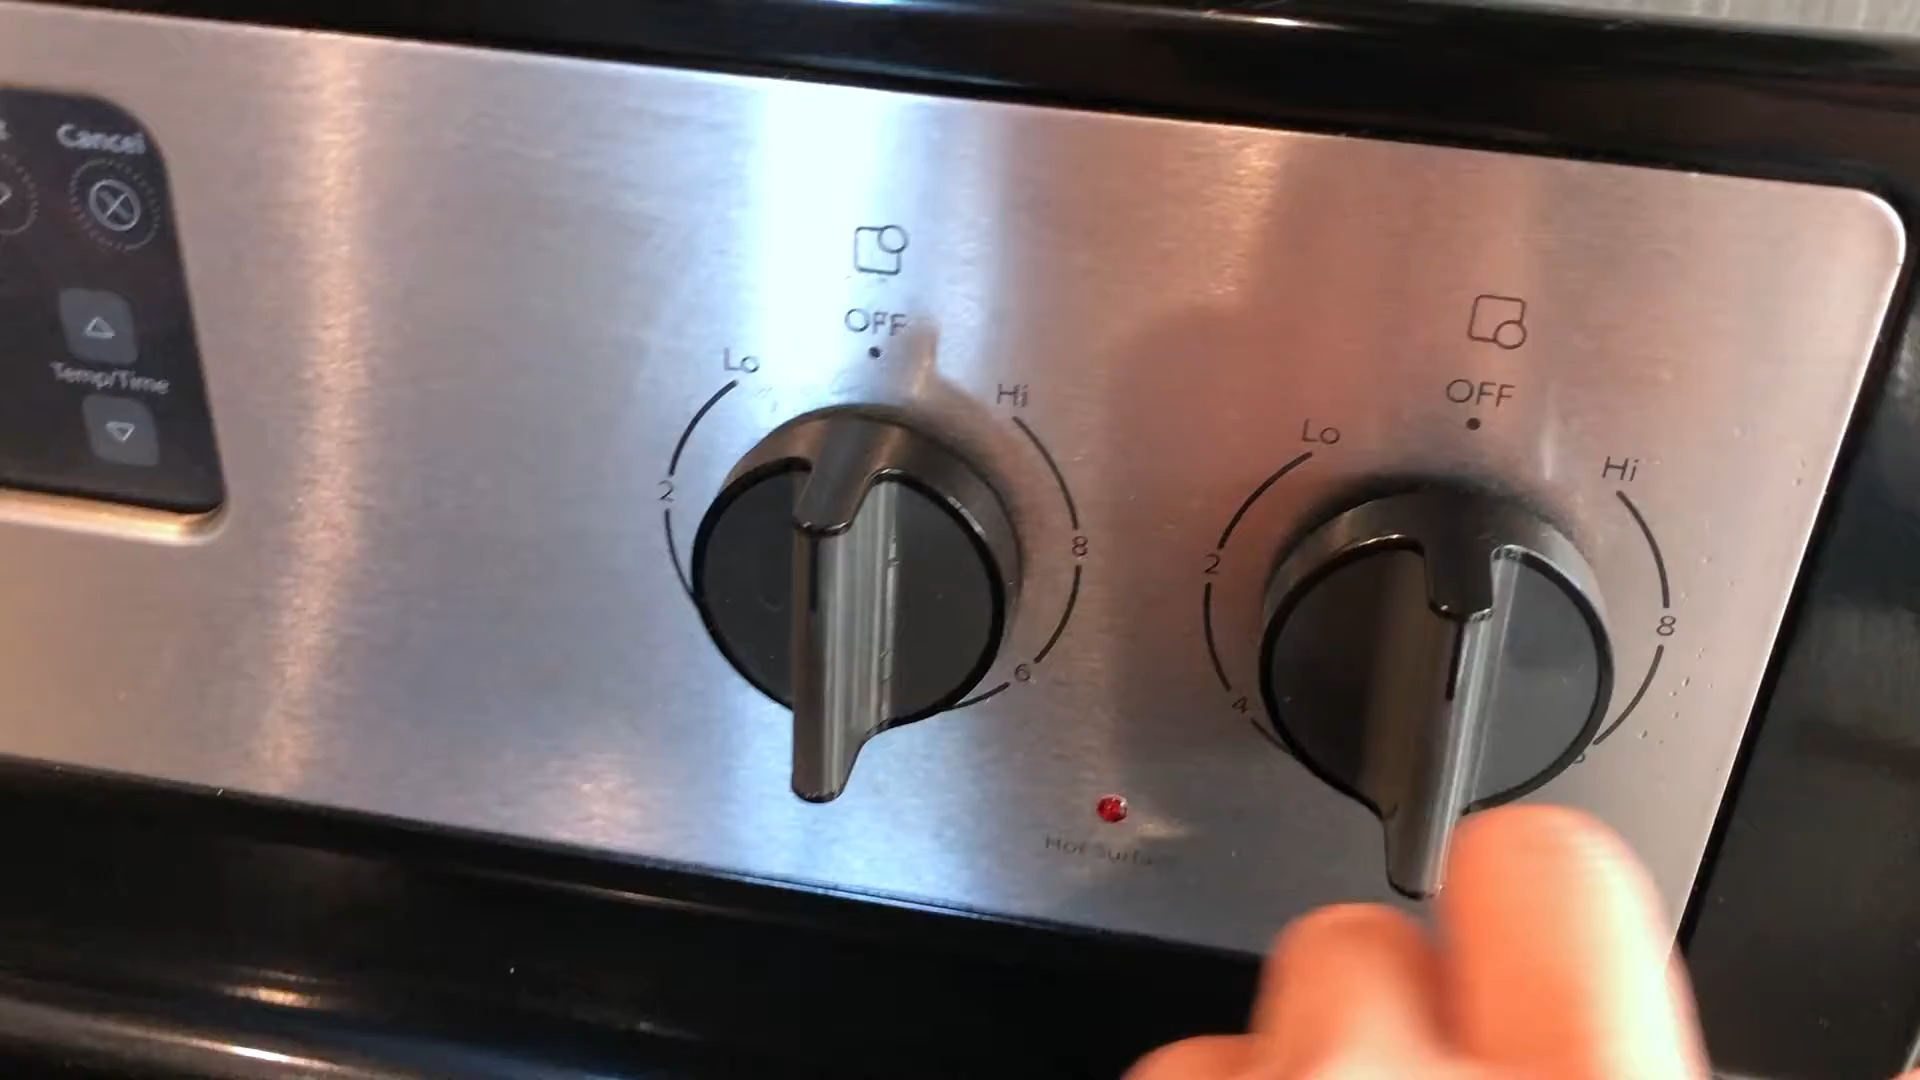 Cancel
Temp/Time
OFF
Lo
Hi
2
8
6
OFF
Lo
Hi
2
8
4
Hot Surface